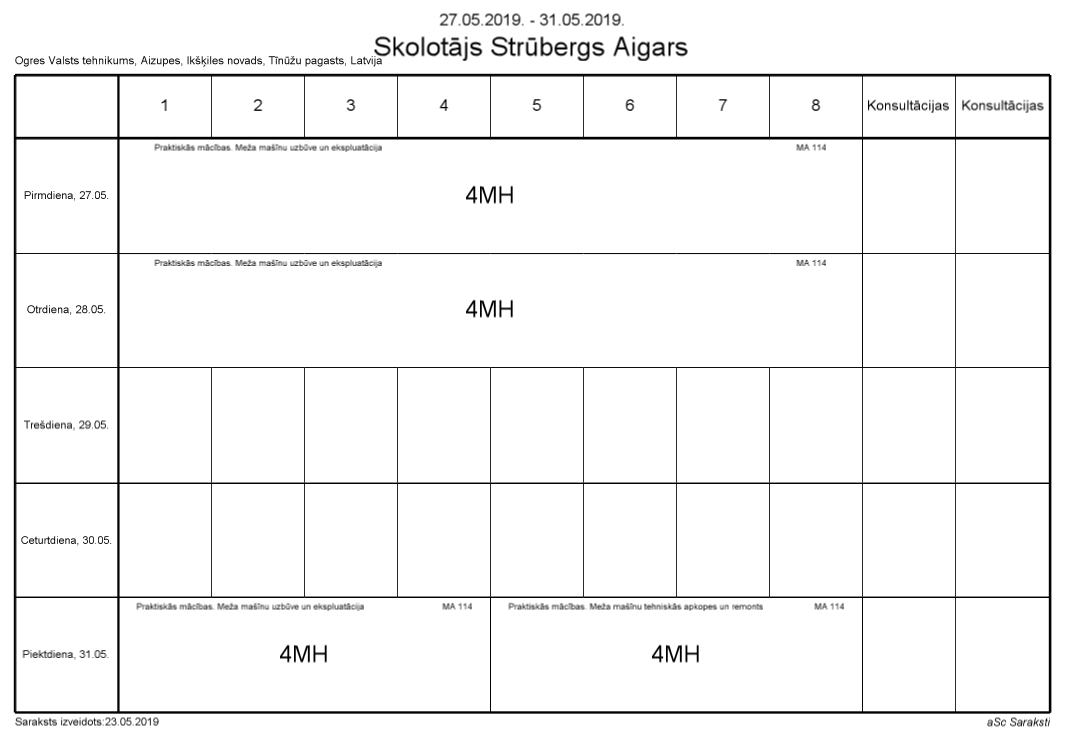 27.05.2019. - 31.05.2019.
Skolotājs Strūbergs Aigars
Ogres Valsts tehnikums, Aizupes, Ikšķiles novads, Tīnūžu pagasts, Latvija
1 2 3 4 5 6 7 8 Konsultācijas Konsultācijas
Praktiskās mācības. Meža mašīnu uzbūve un ekspluatācija MA 114
Pirmdiena, 27.05. 4MH
Praktiskās mācības. Meža mašīnu uzbūve un ekspluatācija MA 114
Otrdiena, 28.05. 4MH
Trešdiena, 29.05.
Ceturtdiena, 30.05.
Praktiskās mācības. Meža mašīnu uzbūve un ekspluatācija MA 114 Praktiskās mācības. Meža mašīnu tehniskās apkopes un remonts MA 114
Piektdiena, 31.05. 4MH 4MH
Saraksts izveidots:23.05.2019 aSc Saraksti